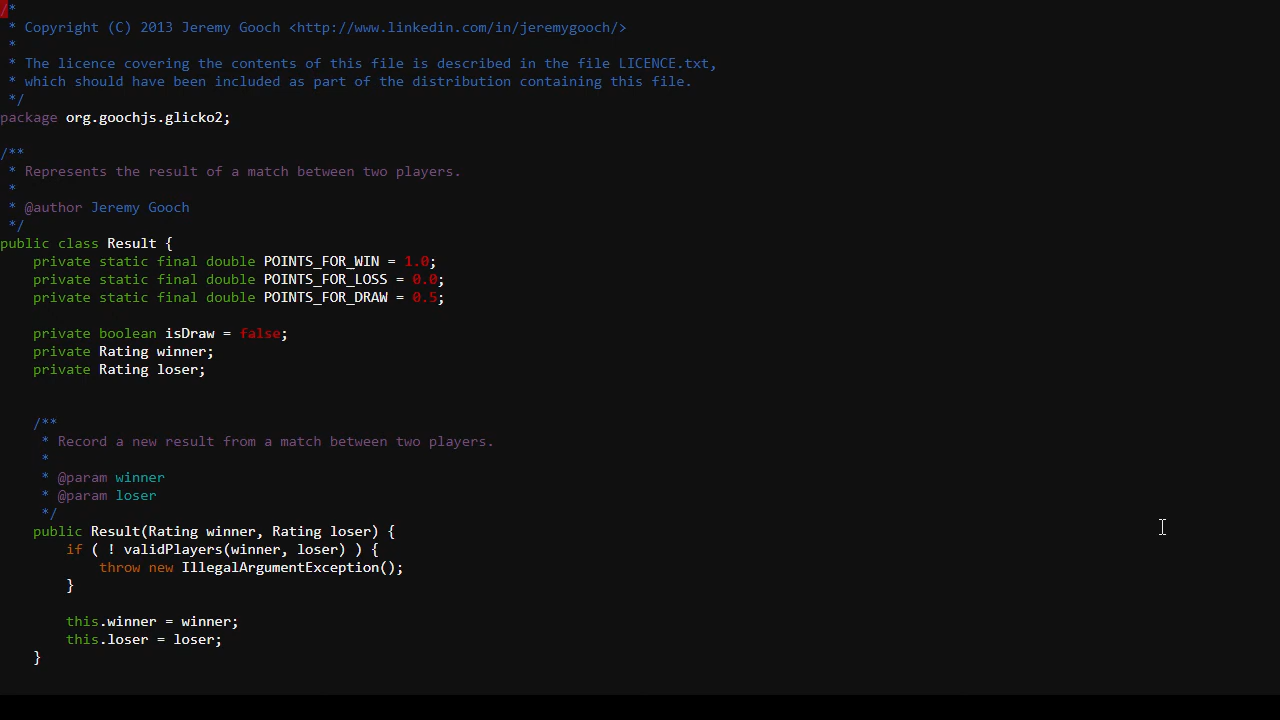 /*
 * Copyright (C) 2013 Jeremy Gooch <http://www.linkedin.com/in/jeremygooch/>
 *
 * The licence covering the contents of this file is described in the file LICENCE.txt,
 * which should have been included as part of the distribution containing this file.
 */
package org.goochjs.glicko2;

/**
 * Represents the result of a match between two players.
 *
 * @author Jeremy Gooch
 */
public class Result {
    private static final double POINTS_FOR_WIN = 1.0;
    private static final double POINTS_FOR_LOSS = 0.0;
    private static final double POINTS_FOR_DRAW = 0.5;

    private boolean isDraw = false;
    private Rating winner;
    private Rating loser;


    /**
     * Record a new result from a match between two players.
     *
     * @param winner
     * @param loser
     */
    public Result(Rating winner, Rating loser) {
        if ( ! validPlayers(winner, loser) ) {
            throw new IllegalArgumentException();
        }

        this.winner = winner;
        this.loser = loser;
    }